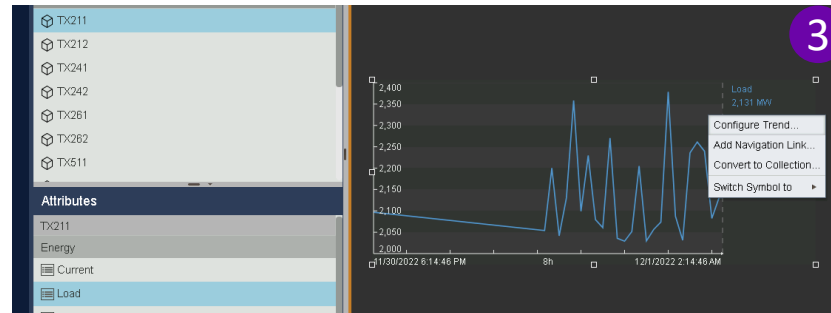 TX211
TX212
TX241
TX242
TX261
TX262
TX511
Attributes
TX211
Energy
Current
Load
3
2,400
2,350
2,300
2,250
2,200
2,150
2,100
2,050
2,000
11/30/2022 6:14:46 PM
8h
12/1/2022 2:14:46 AM
Load
2,131 MW
Configure Trend...
Add Navigation Link...
Convert to Collection...
Switch Symbol to